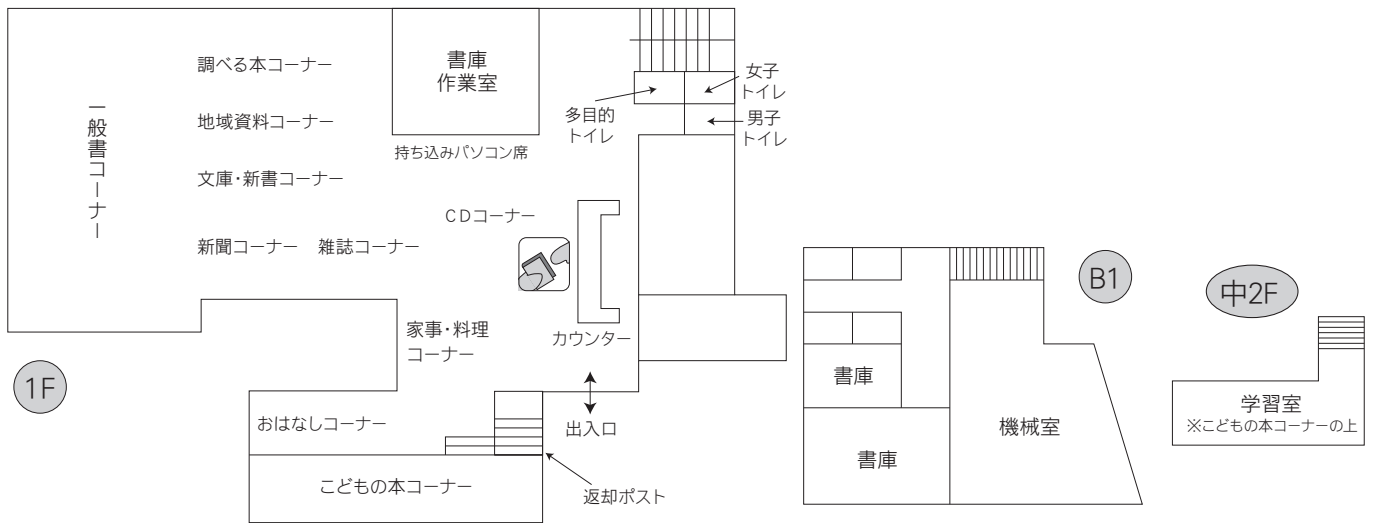 調べる本コーナー
書庫
作業室
女子
トイレ
多目的
トイレ
男子
トイレ
一般書コーナー
地域資料コーナー
持ち込みパソコン席
文庫・新書コーナー
CDコーナー
新聞コーナー 雑誌コーナー
カウンター
家事・料理
コーナー
1F
おはなしコーナー
出入口
こどもの本コーナー
返却ポスト
B1
書庫
機械室
書庫
中2F
学習室
※こどもの本コーナーの上